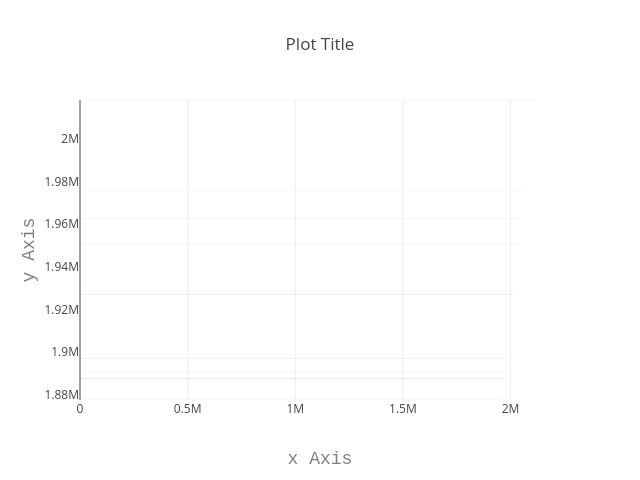 Plot Title
2M
1.98M
1.96M
1.94M
1.92M
1.9M
1.88M
y Axis
0 0.5M 1M 1.5M 2M
x Axis